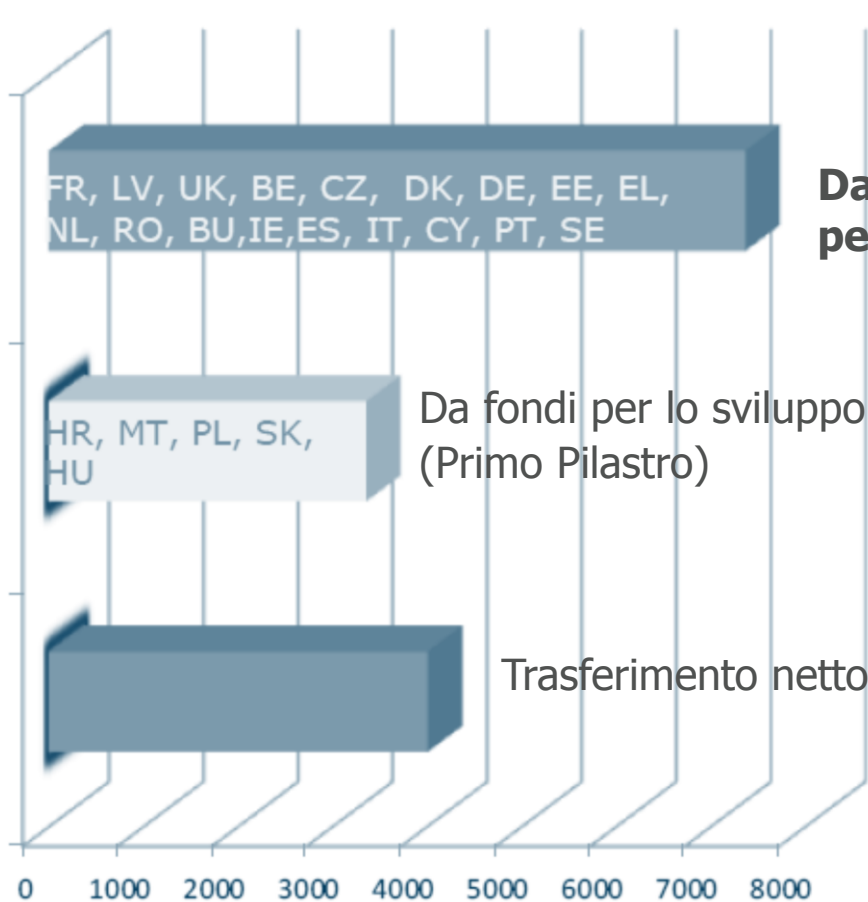 FR, LV, UK, BE, CZ, DK, DE, EE, EL,
NL, RO, BU,IE,ES, IT, CY, PT, SE
Da
pe
HR, MT, PL, SK,
HU
Da fondi per lo sviluppo
(Primo Pilastro)
Trasferimento netto
0 1000 2000 3000 4000 5000 6000 7000 8000